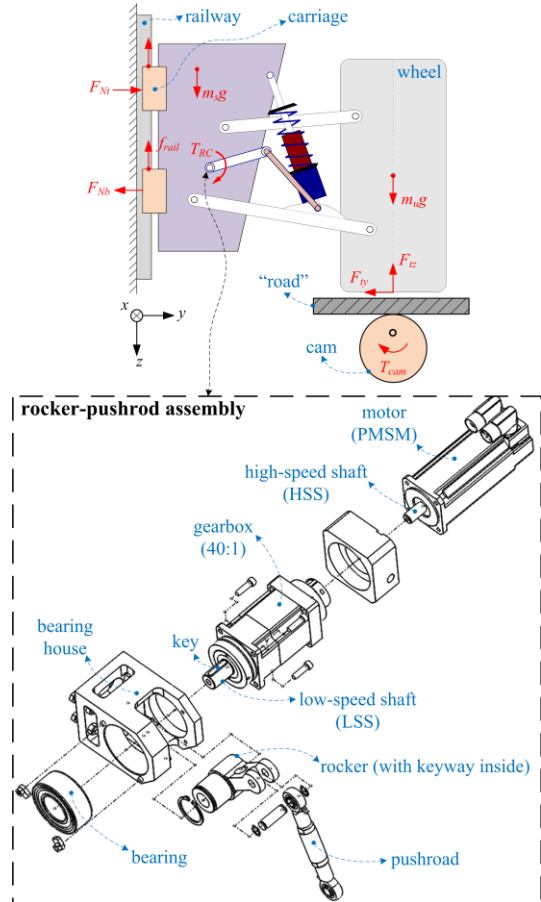 railway
carriage
F_Nt
m_s g
wheel
T_RC
f_rail
F_Nb
m_u g
F_tz
F_ty
“road”
x
y
z
cam
T_cam
rocker-pushrod assembly
motor
(PMSM)
high-speed shaft
(HSS)
gearbox
(40:1)
bearing
house
key
low-speed shaft
(LSS)
rocker (with keyway inside)
bearing
pushroad